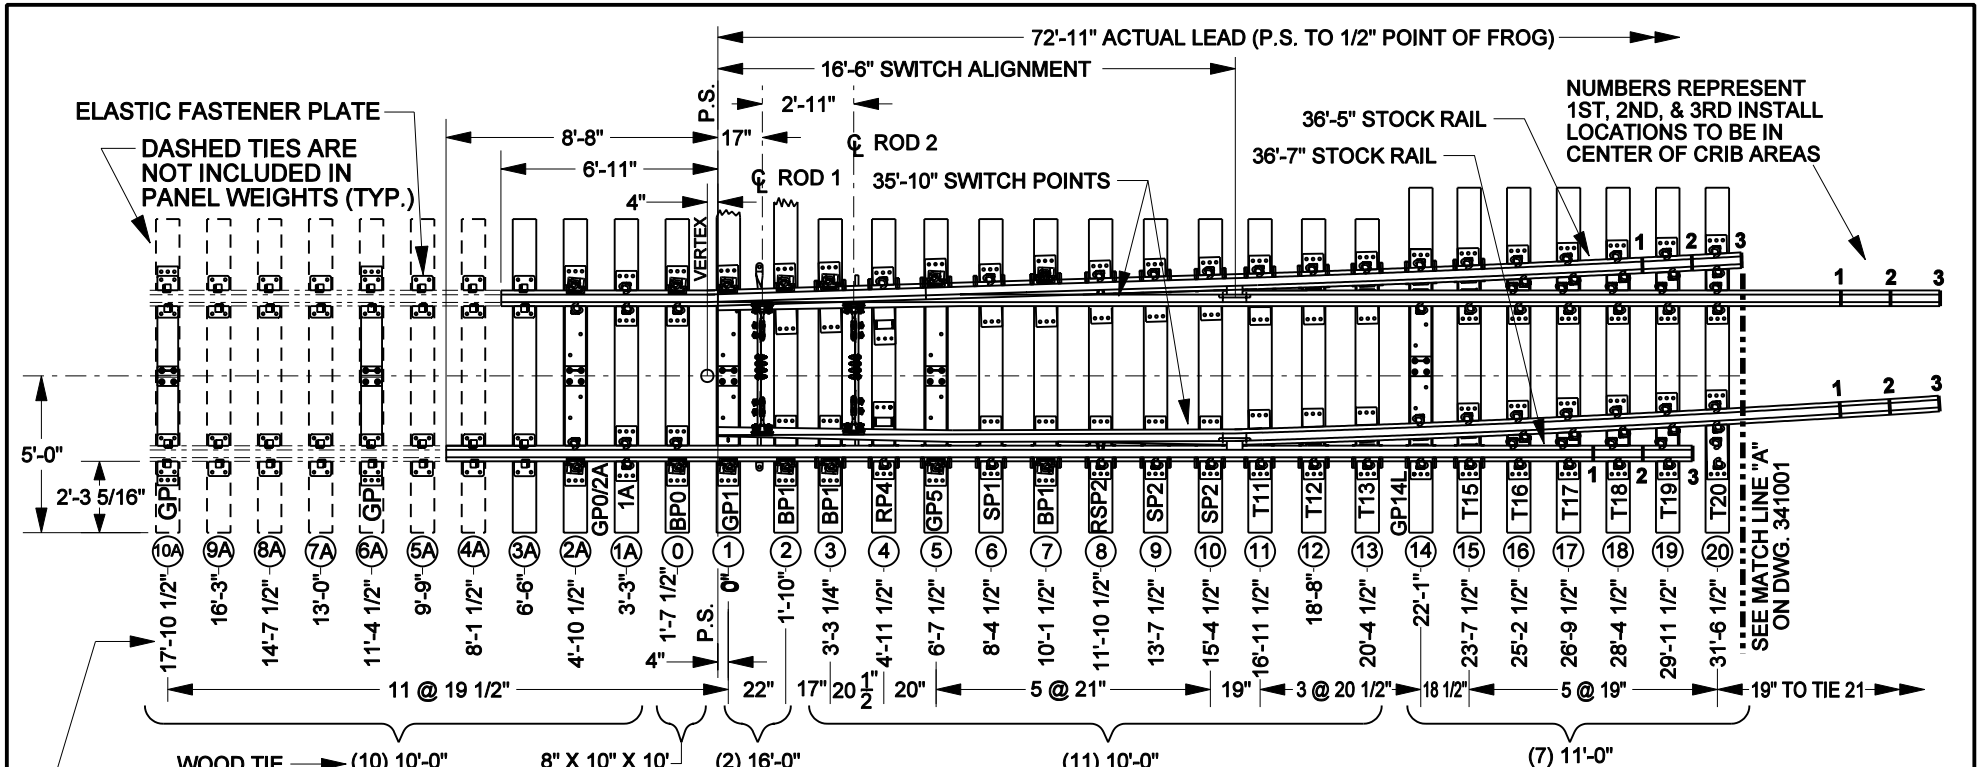 72'-11" ACTUAL LEAD (P.S. TO 1/2" POINT OF FROG)
16'-6" SWITCH ALIGNMENT
P.S.
2'-11"
ELASTIC FASTENER PLATE
DASHED TIES ARE
NOT INCLUDED IN
PANEL WEIGHTS (TYP.)
8'-8"
17"
6'-11"
4"
VERTEX
℄ ROD 2
℄ ROD 1
35'-10" SWITCH POINTS
36'-5" STOCK RAIL
36'-7" STOCK RAIL
NUMBERS REPRESENT
1ST, 2ND, & 3RD INSTALL
LOCATIONS TO BE IN
CENTER OF CRIB AREAS
1 2 3
1 2 3
1 2 3
1 2 3
5'-0"
2'-3 5/16"
GP GP GP0/2A 1A BP0 GP1 BP1 BP1 RP4 GP5 SP1 BP1 RSP2 SP2 SP2 T11 T12 T13 GP14L T15 T16 T17 T18 T19 T20
10A 9A 8A 7A 6A 5A 4A 3A 2A 1A 0 1 2 3 4 5 6 7 8 9 10 11 12 13 14 15 16 17 18 19 20
17'-10 1/2" 16'-3" 14'-7 1/2" 13'-0" 11'-4 1/2" 9'-9" 8'-1 1/2" 6'-6" 4'-10 1/2" 3'-3" 1'-7 1/2" 0" 1'-10" 3'-3 1/4" 4'-11 1/2" 6'-7 1/2" 8'-4 1/2" 10'-1 1/2" 11'-10 1/2" 13'-7 1/2" 15'-4 1/2" 16'-11 1/2" 18'-8" 20'-4 1/2" 22'-1" 23'-7 1/2" 25'-2 1/2" 26'-9 1/2" 28'-4 1/2" 29'-11 1/2" 31'-6 1/2"
P.S.
SEE MATCH LINE "A"
ON DWG. 341001
4"
11 @ 19 1/2" 22" 17" 20 1/2" 20" 5 @ 21" 19" 3 @ 20 1/2" 18 1/2" 5 @ 19" 19" TO TIE 21
WOOD TIE (10) 10'-0" 8" X 10" X 10' (2) 16'-0" (11) 10'-0" (7) 11'-0"